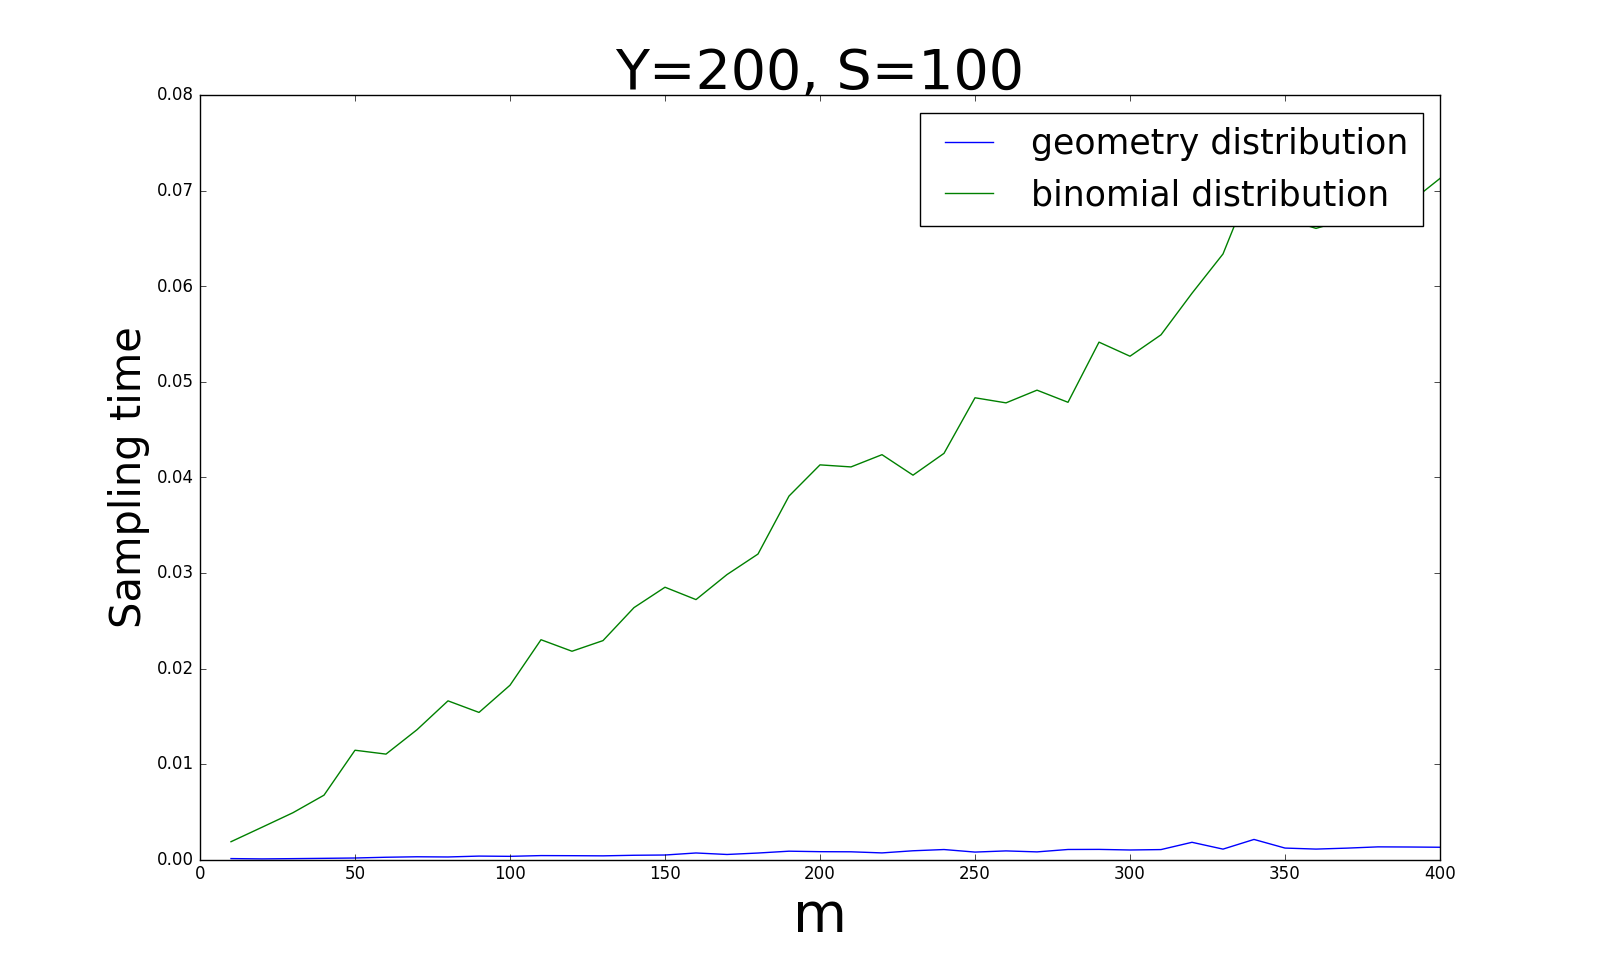 Y=200, S=100
geometry distribution
binomial distribution
Sampling time
0.08
0.07
0.06
0.05
0.04
0.03
0.02
0.01
0.00
0 50 100 150 200 250 300 350 400
m